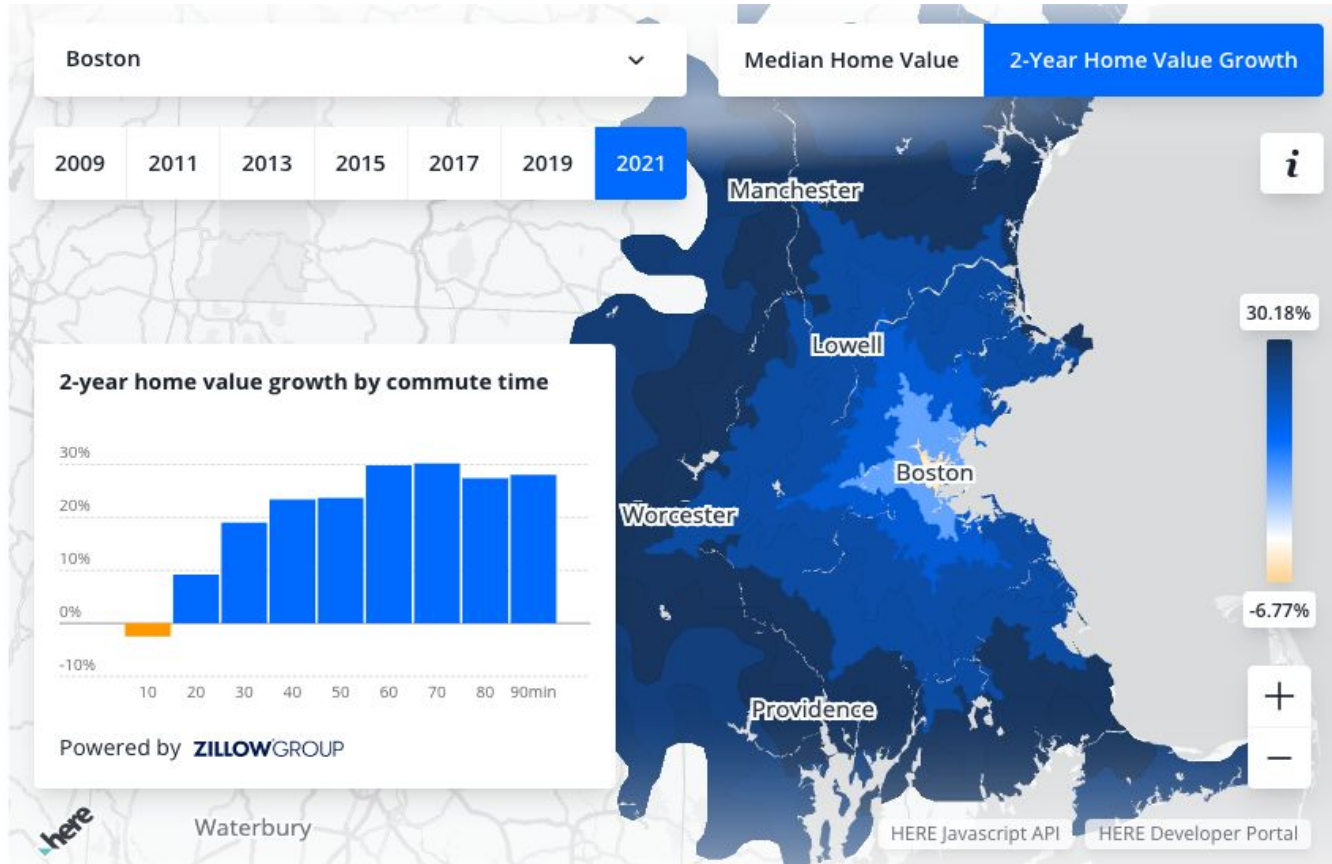 Boston
Median Home Value
2-Year Home Value Growth
2009 2011 2013 2015 2017 2019 2021
i
Manchester
Lowell
Boston
Worcester
Providence
Waterbury
30.18%
-6.77%
2-year home value growth by commute time
30%
20%
10%
0%
-10%
10 20 30 40 50 60 70 80 90min
Powered by ZILLOW GROUP
+
−
here
HERE Javascript API
HERE Developer Portal